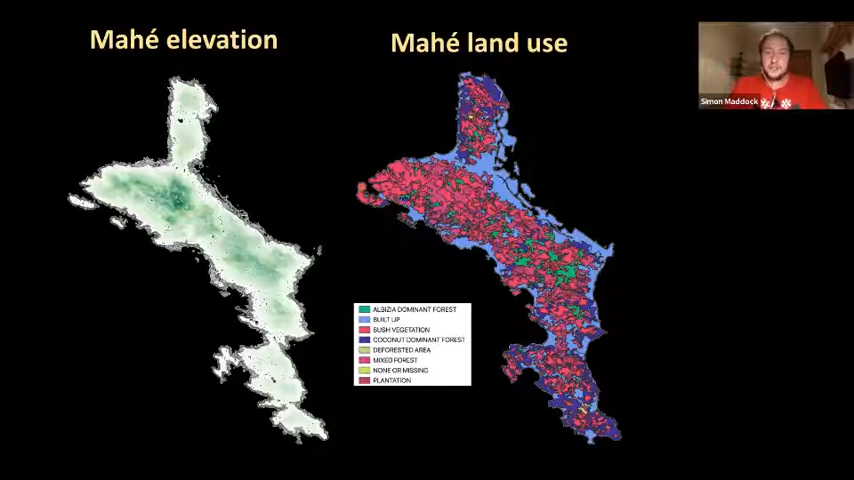 Mahé elevation
Mahé land use
Simon Maddock
ALBIZIA DOMINANT FOREST
BUILT UP
BUSH VEGETATION
COCONUT DOMINANT FOREST
DEFORESTED AREA
MIXED FOREST
NONE OR MISSING
PLANTATION